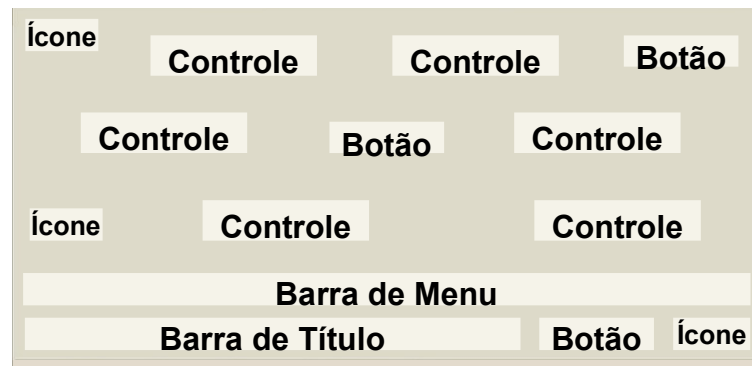 Ícone
Controle Controle Botão
Controle Botão Controle
Ícone Controle Controle
Barra de Menu
Barra de Título Botão Ícone